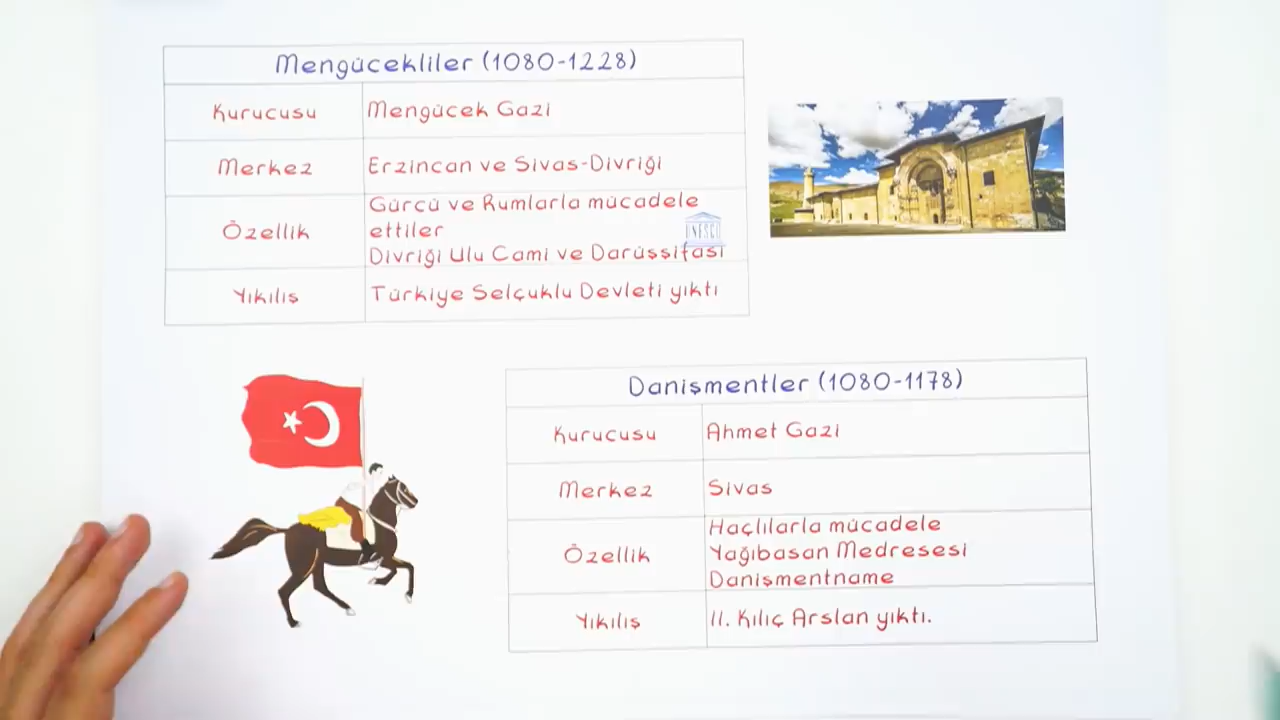 Mengücekliler (1080-1228)
Kurucusu
Mengücek Gazi
Merkez
Erzincan ve Sivas-Divriği
Özellik
Gürcü ve Rumlarla mücadele
ettiler
UNESCO
Divriği Ulu Cami ve Darüşşifası
Yıkılış
Türkiye Selçuklu Devleti yıktı
Danişmentler (1080-1178)
Kurucusu
Ahmet Gazi
Merkez
Sivas
Özellik
Haçlılarla mücadele
Yağıbasan Medresesi
Danişmentname
Yıkılış
II. Kılıç Arslan yıktı.